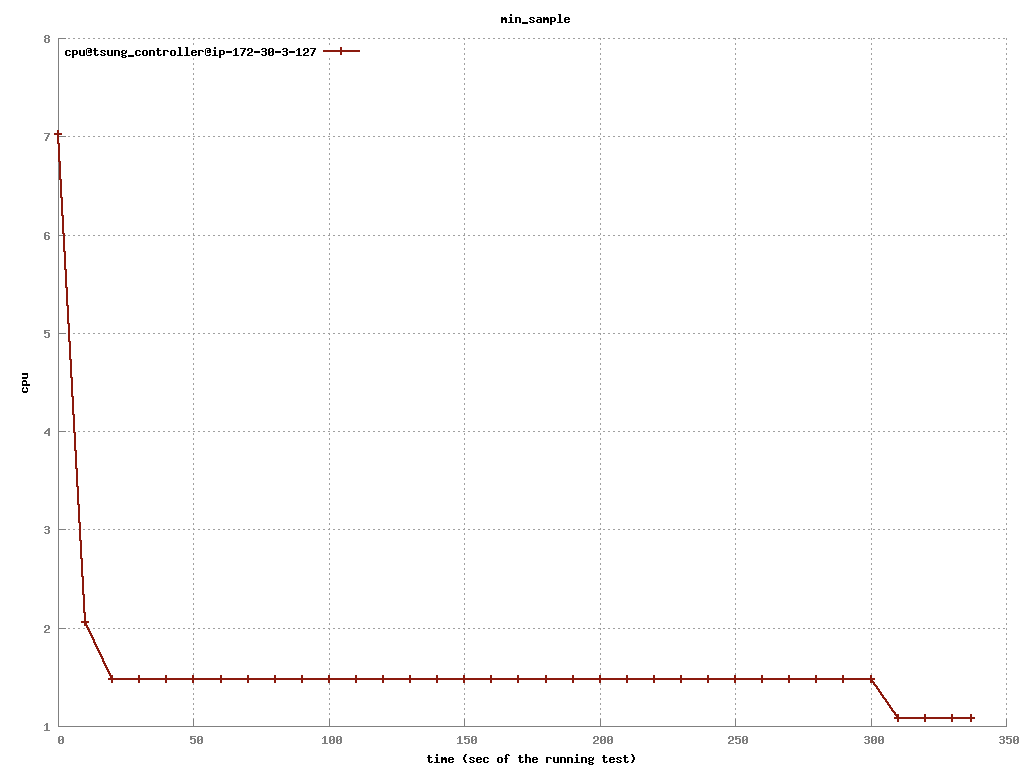 min_sample
8
cpu@tsung_controller@ip-172-30-3-127
7
6
5
cpu
4
3
2
1
0 50 100 150 200 250 300 350
time (sec of the running test)